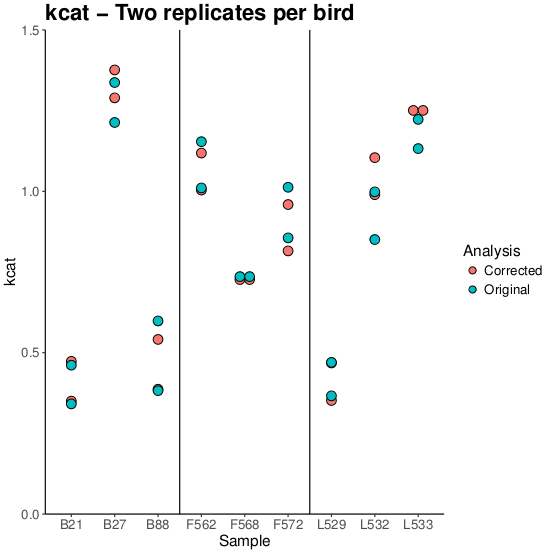 kcat – Two replicates per bird
1.5
1.0
0.5
0.0
kcat
B21 B27 B88 F562 F568 F572 L529 L532 L533
Sample
Analysis
Corrected
Original